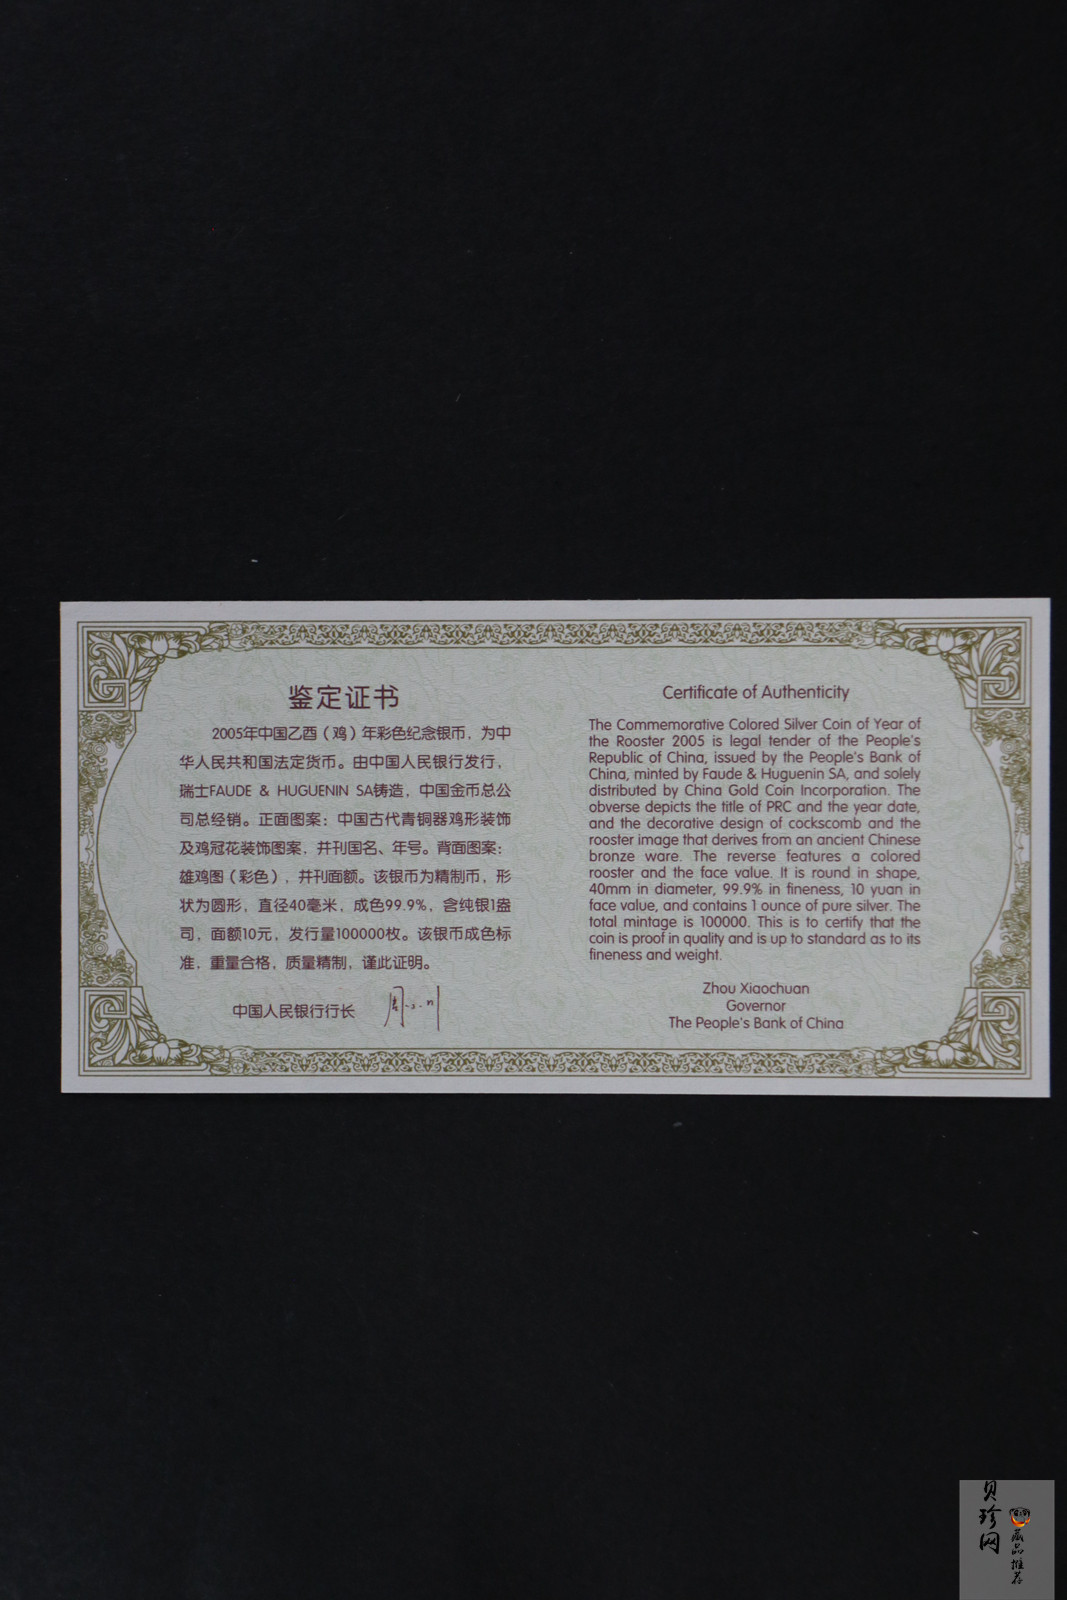 鉴定证书
2005年中国乙酉（鸡）年彩色纪念银币，为中
华人民共和国法定货币。由中国人民银行发行，
瑞士FAUDE & HUGUENIN SA铸造，中国金币总公
司总经销。正面图案：中国古代青铜器鸡形装饰
及鸡冠花装饰图案，并刊国名、年号。背面图案：
雄鸡图（彩色），并刊面额。该银币为精制币，形
状为圆形，直径40毫米，成色99.9%，含纯银1盎
司，面额10元，发行量100000枚。该银币成色标
准，重量合格，质量精制，谨此证明。
中国人民银行行长
Certificate of Authenticity
The Commemorative Colored Silver Coin of Year of
the Rooster 2005 is legal tender of the People's
Republic of China, issued by the People's Bank of
China, minted by Faude & Huguenin SA, and solely
distributed by China Gold Coin Incorporation. The
obverse depicts the title of PRC and the year date,
and the decorative design of cockscomb and the
rooster image that derives from an ancient Chinese
bronze ware. The reverse features a colored
rooster and the face value. It is round in shape,
40mm in diameter, 99.9% in fineness, 10 yuan in
face value, and contains 1 ounce of pure silver. The
total mintage is 100000. This is to certify that the
coin is proof in quality and is up to standard as to its
fineness and weight.
Zhou Xiaochuan
Governor
The People's Bank of China
贝珍网
藏品推荐